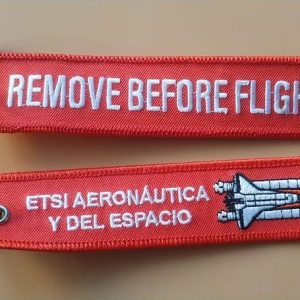 REMOVE BEFORE FLIGH
ETSI AERONÁUTICA
Y DEL ESPACIO